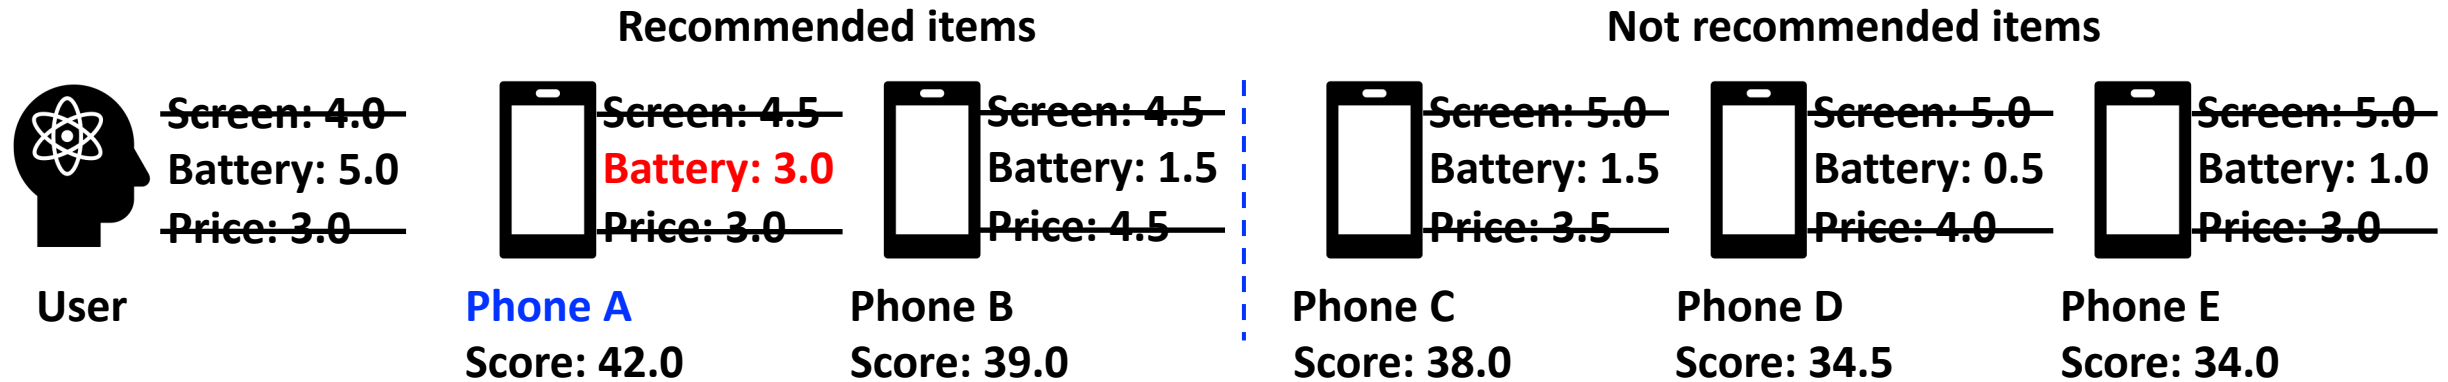 Recommended items
Not recommended items
Screen: 4.0
Battery: 5.0
Price: 3.0
User
Screen: 4.5
Battery: 3.0
Price: 3.0
Phone A
Score: 42.0
Screen: 4.5
Battery: 1.5
Price: 4.5
Phone B
Score: 39.0
Screen: 5.0
Battery: 1.5
Price: 3.5
Phone C
Score: 38.0
Screen: 5.0
Battery: 0.5
Price: 4.0
Phone D
Score: 34.5
Screen: 5.0
Battery: 1.0
Price: 3.0
Phone E
Score: 34.0